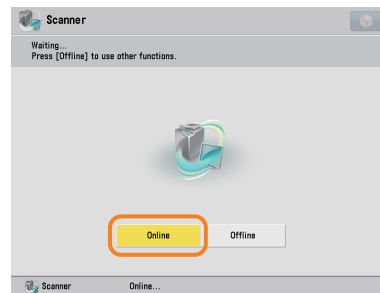 Scanner
Waiting...
Press [Offline] to use other functions.
Online
Offline
Scanner
Online...